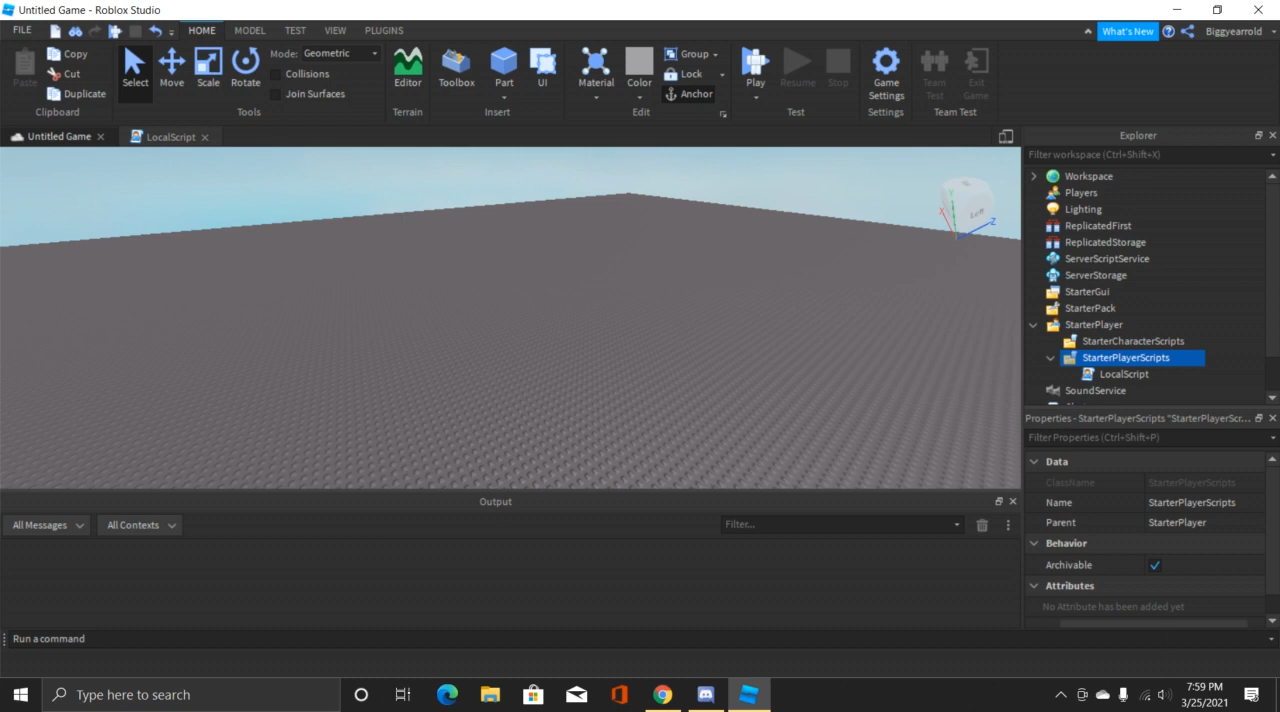 Untitled Game - Roblox Studio
FILE HOME MODEL TEST VIEW PLUGINS What's New Biggyearrold
Paste Copy Cut Duplicate Clipboard
Select Move Scale Rotate Mode: Geometric Collisions Join Surfaces Tools
Editor Terrain
Toolbox Part UI Insert
Material Color Group Lock Anchor Edit
Play Resume Stop Test
Game Settings Settings
Team Test Exit Game Team Test
Untitled Game LocalScript
Y X Z Left
Explorer
Filter workspace (Ctrl+Shift+X)
Workspace
Players
Lighting
ReplicatedFirst
ReplicatedStorage
ServerScriptService
ServerStorage
StarterGui
StarterPack
StarterPlayer
StarterCharacterScripts
StarterPlayerScripts
LocalScript
SoundService
Properties - StarterPlayerScripts "StarterPlayerScr...
Filter Properties (Ctrl+Shift+P)
Data
ClassName StarterPlayerScripts
Name StarterPlayerScripts
Parent StarterPlayer
Behavior
Archivable
Attributes
No Attribute has been added yet
Output
All Messages All Contexts Filter...
Run a command
Type here to search
7:59 PM
3/25/2021